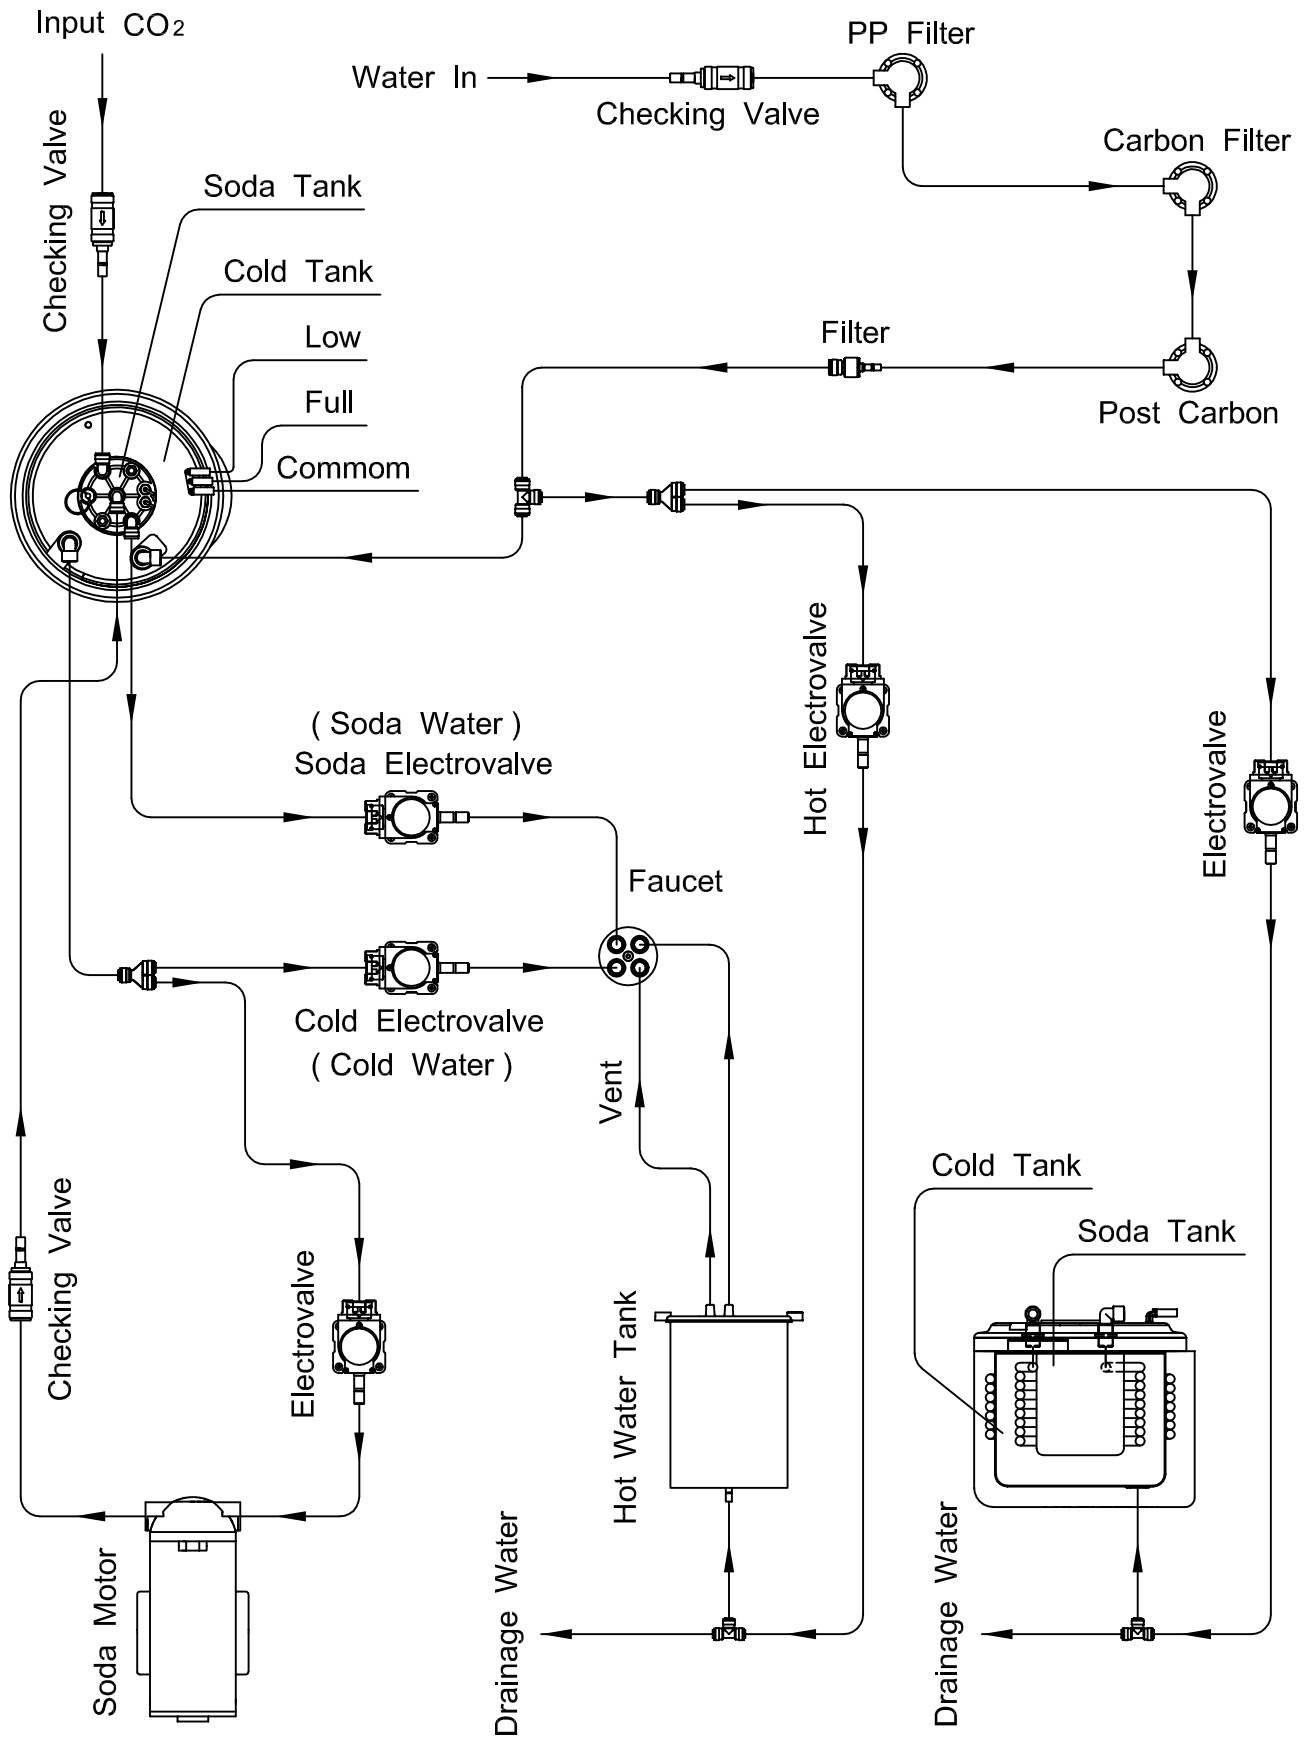 Input CO2
PP Filter
Water In
Checking Valve
Carbon Filter
Checking Valve
Soda Tank
Cold Tank
Low
Filter
Full
Post Carbon
Commom
Hot Electrovalve
( Soda Water )
Soda Electrovalve
Electrovalve
Faucet
Cold Electrovalve
( Cold Water )
Vent
Cold Tank
Soda Tank
Checking Valve
Electrovalve
Hot Water Tank
Soda Motor
Drainage Water
Drainage Water